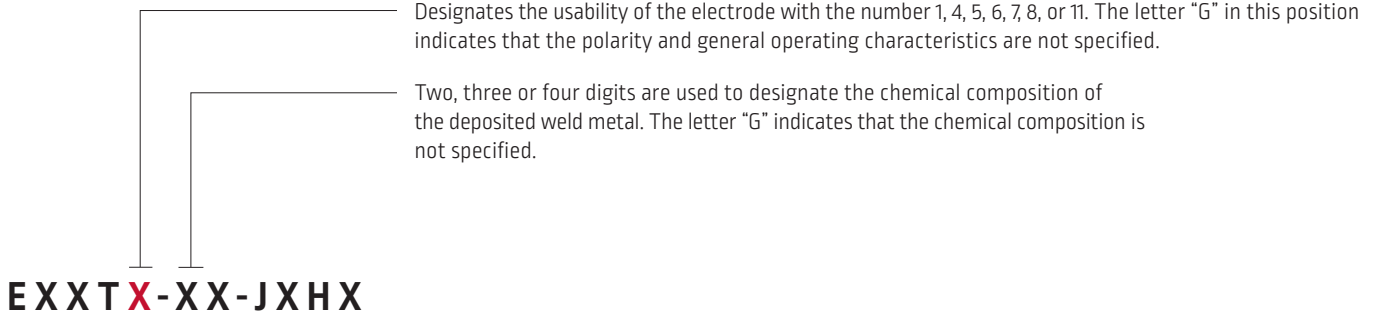 Designates the usability of the electrode with the number 1, 4, 5, 6, 7, 8, or 11. The letter “G” in this position
indicates that the polarity and general operating characteristics are not specified.
Two, three or four digits are used to designate the chemical composition of
the deposited weld metal. The letter “G” indicates that the chemical composition is
not specified.
EXXTX-XX-JXHX